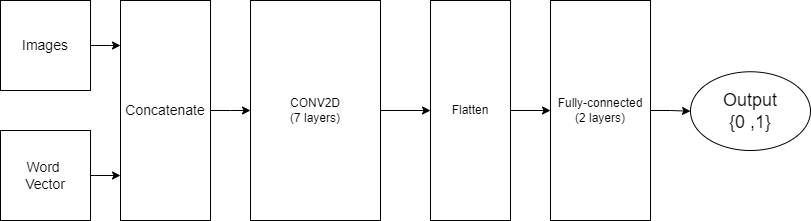 Images
Word
Vector
Concatenate
CONV2D
(7 layers)
Flatten
Fully-connected
(2 layers)
Output
{0 ,1}